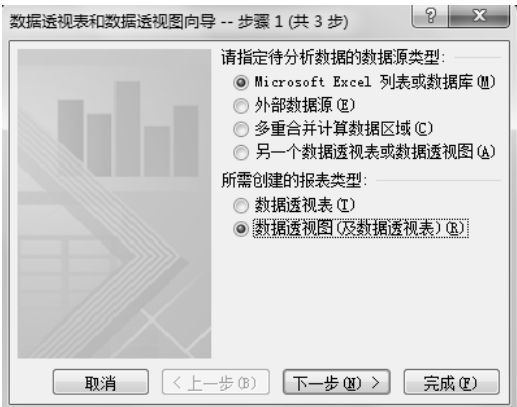 数据透视表和数据透视图向导 -- 步骤 1(共 3 步)
请指定待分析数据的数据源类型:
Microsoft Excel 列表或数据库(M)
外部数据源(E)
多重合并计算数据区域(C)
另一个数据透视表或数据透视图(A)
所需创建的报表类型:
数据透视表(T)
数据透视图(及数据透视表)(R)
取消
< 上一步(B)
下一步(N) >
完成(F)